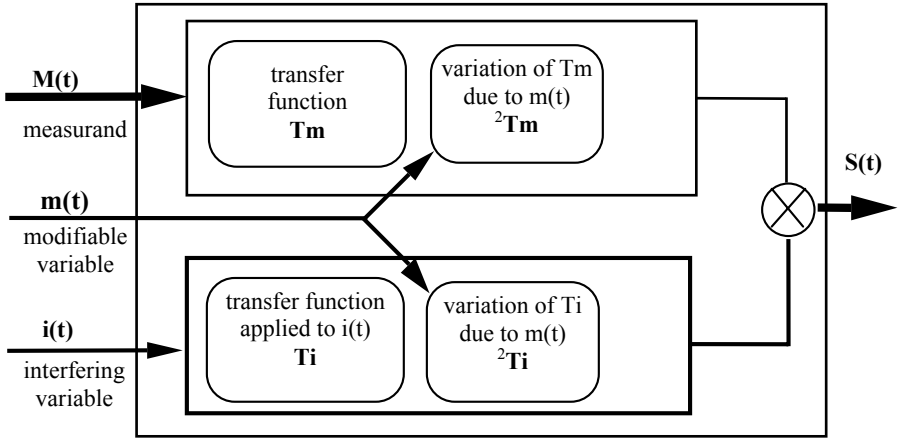 M(t)
measurand
m(t)
modifiable
variable
i(t)
interfering
variable
transfer
function
Tm
variation of Tm
due to m(t)
²Tm
transfer function
applied to i(t)
Ti
variation of Ti
due to m(t)
²Ti
S(t)